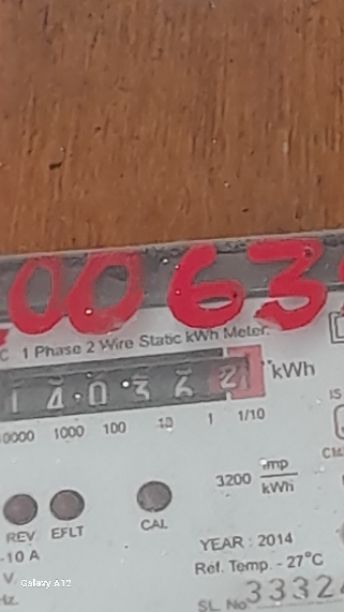 00639
C 1 Phase 2 Wire Static kWh Meter.
1 4 0 3 6 2 kWh
0000 1000 100 10 1 1/10
3200 imp/kWh
REV EFLT CAL
-10 A
YEAR : 2014
V
Ref. Temp. - 27°C
Hz.
SL. No 3332
Galaxy A12